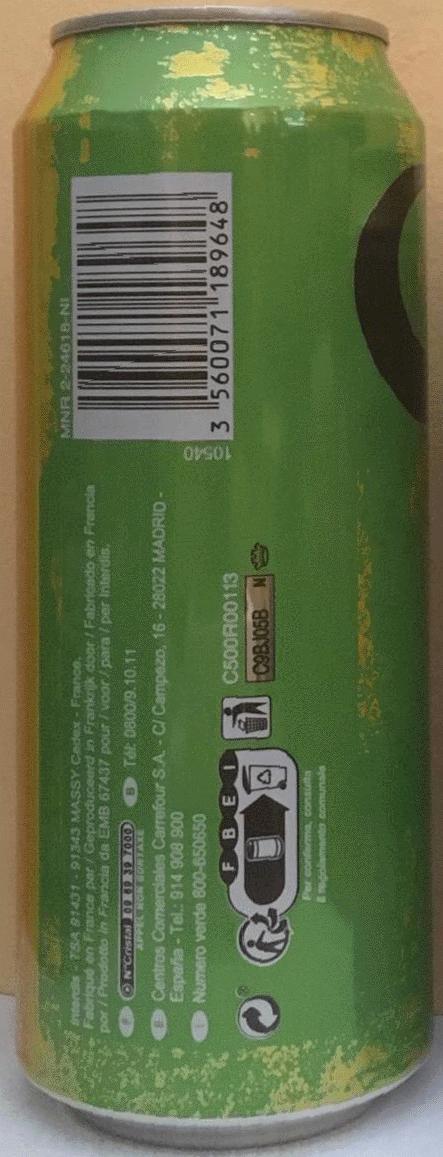 MNR 2-24618-NI
3 560071 189648
10540
Interdis - TSA 91431 - 91343 MASSY Cedex - France.
Fabriqué en France par / Geproduceerd in Frankrijk door / Fabricado en Francia
por / Prodotto in Francia da EMB 67437 pour / voor / para / per Interdis.
F N°Cristal 09 69 39 7000 B Tél: 0800/9.10.11
APPEL NON SURTAXE
E Centros Comerciales Carrefour S.A. - C/ Campezo, 16 - 28022 MADRID -
España - Tel.: 914 908 900
I Numero verde 800-650650
C500R00113
C9BJ05B N
F B E I
Per conferma, consulta
il regolamento comunale
®